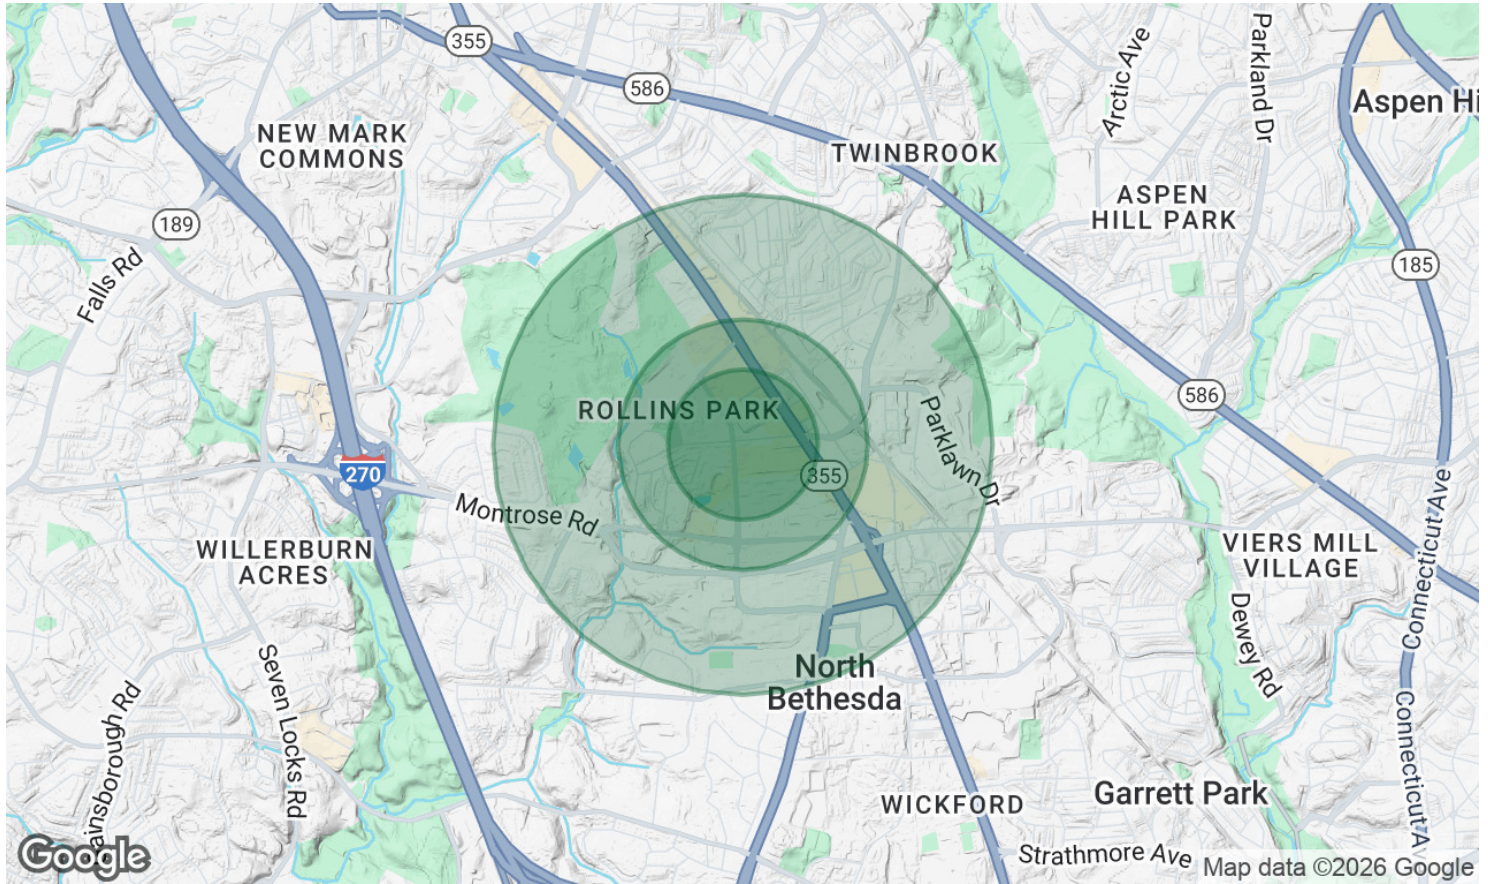 355
586
Arctic Ave
Parkland Dr
Aspen Hi
NEW MARK
COMMONS
TWINBROOK
ASPEN
HILL PARK
189
Falls Rd
185
586
ROLLINS PARK
Parklawn Dr
355
270
Montrose Rd
WILLERBURN
ACRES
VIERS MILL
VILLAGE
Connecticut Ave
Dewey Rd
Seven Locks Rd
North
Bethesda
ainsborough Rd
Connecticut A
WICKFORD
Garrett Park
Strathmore Ave
Google
Map data ©2026 Google